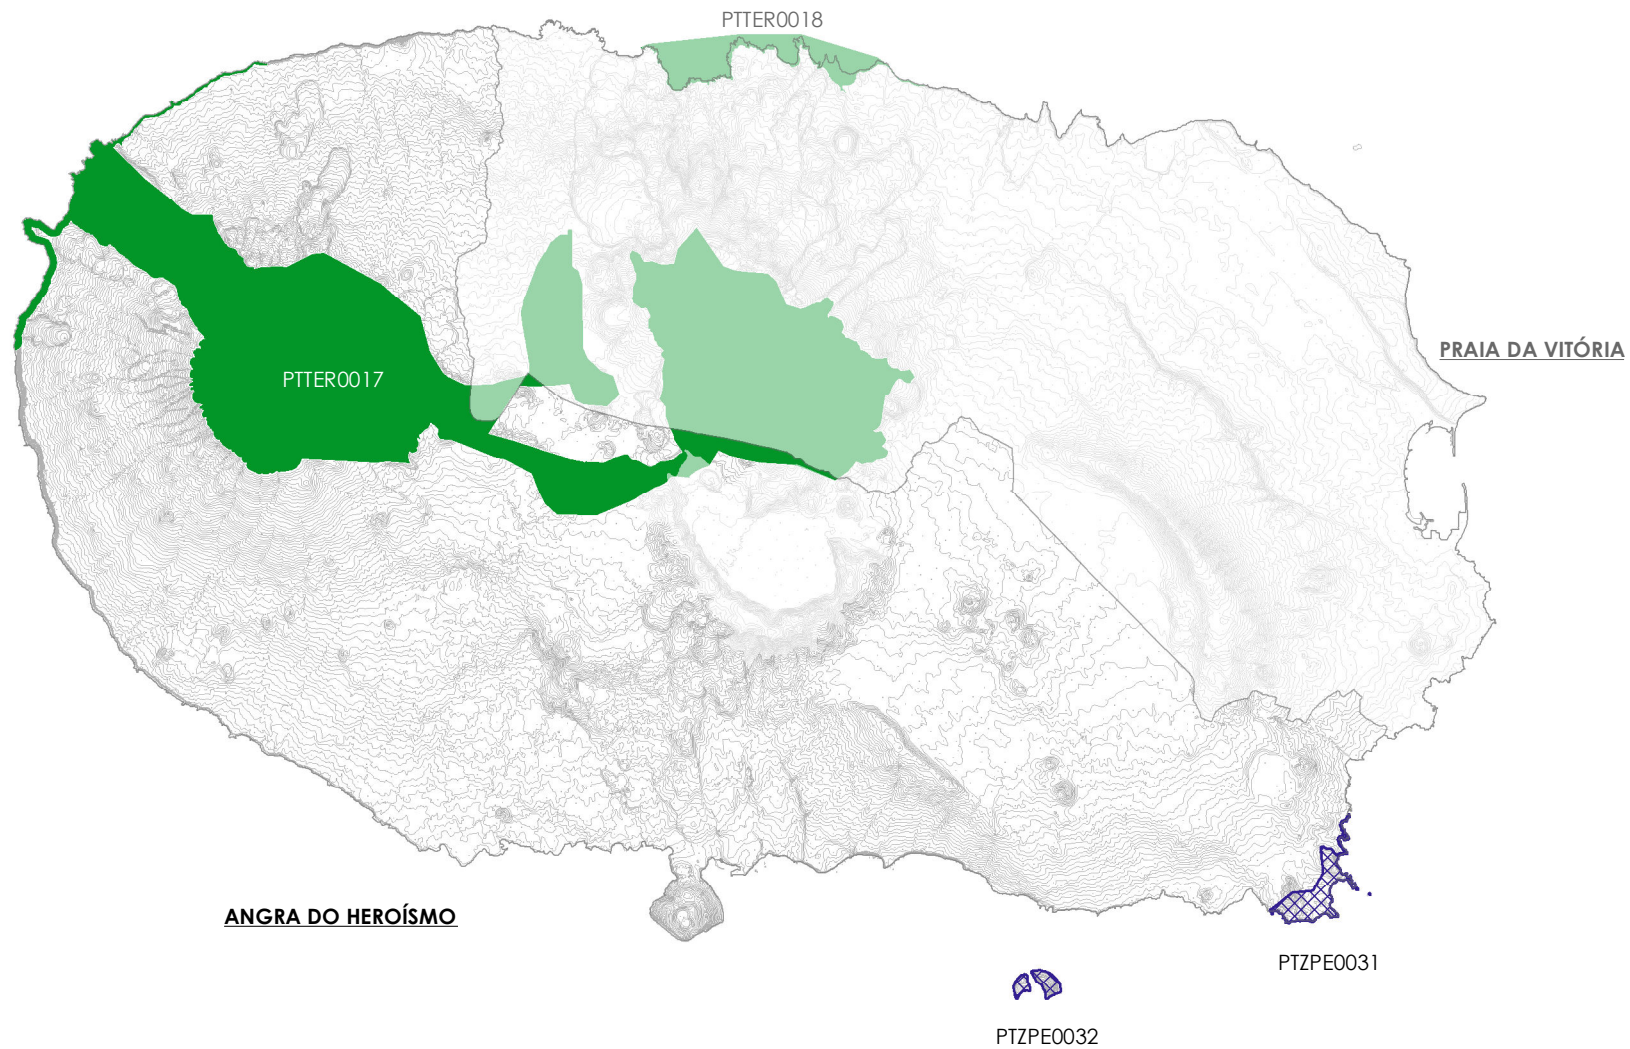 PTTER0018
PRAIA DA VITÓRIA
PTTER0017
ANGRA DO HEROÍSMO
PTZPE0031
PTZPE0032